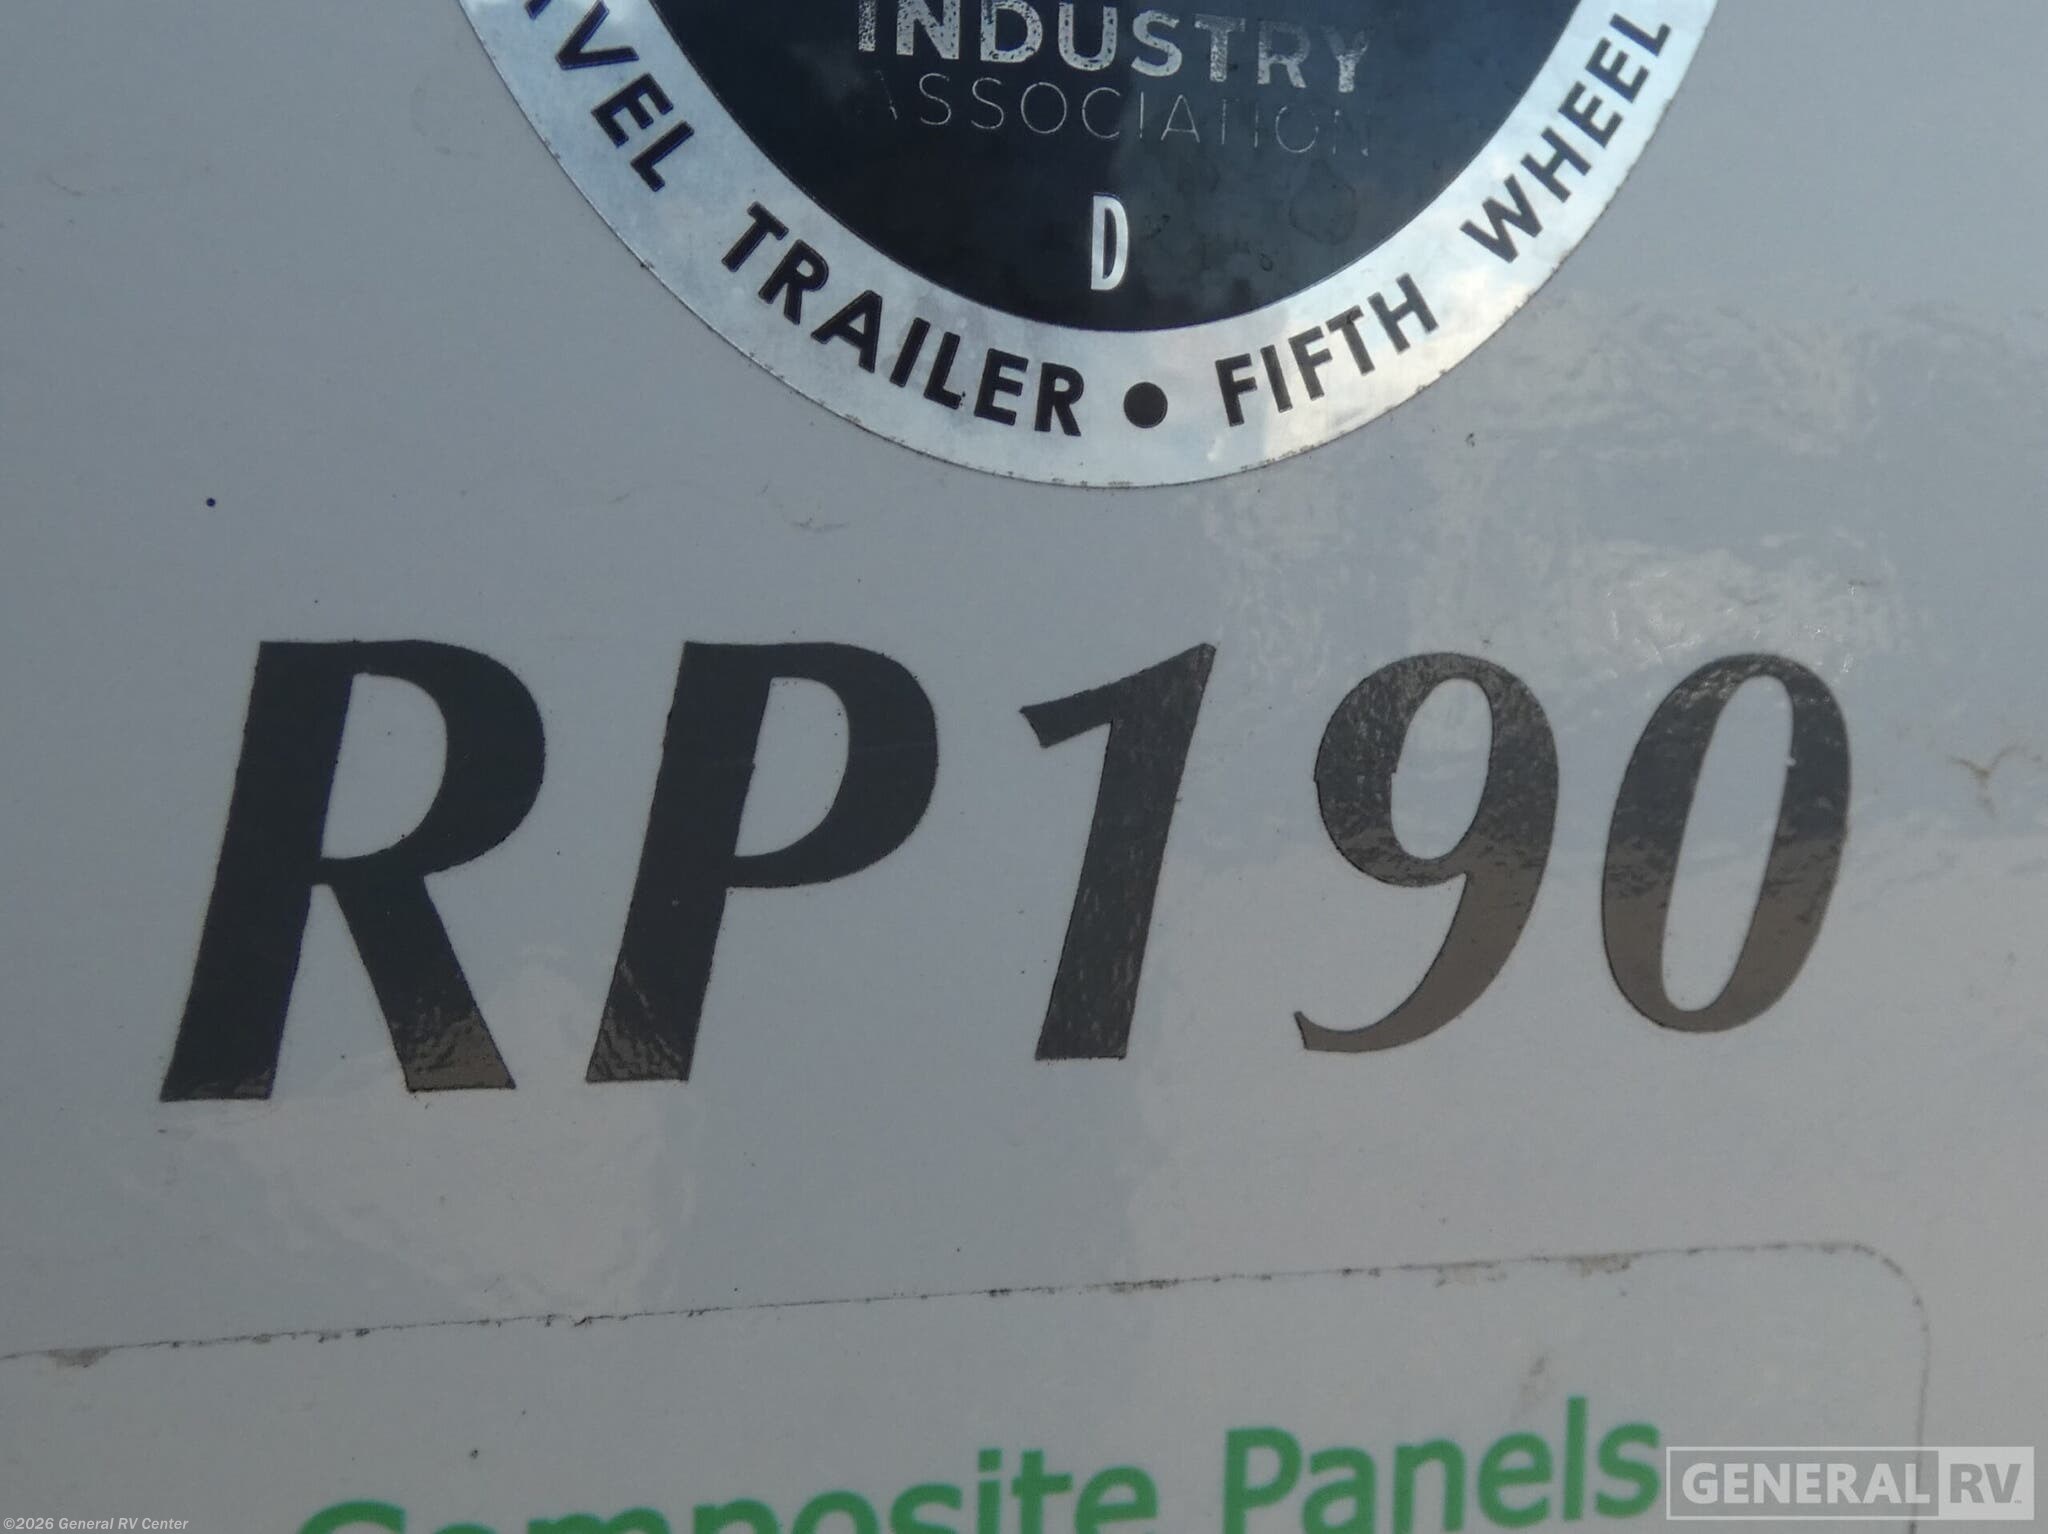 INDUSTRY
ASSOCIATION
D
TRAILER • FIFTH WHEEL
RP190
Composite Panels
GENERAL RV
©2026 General RV Center